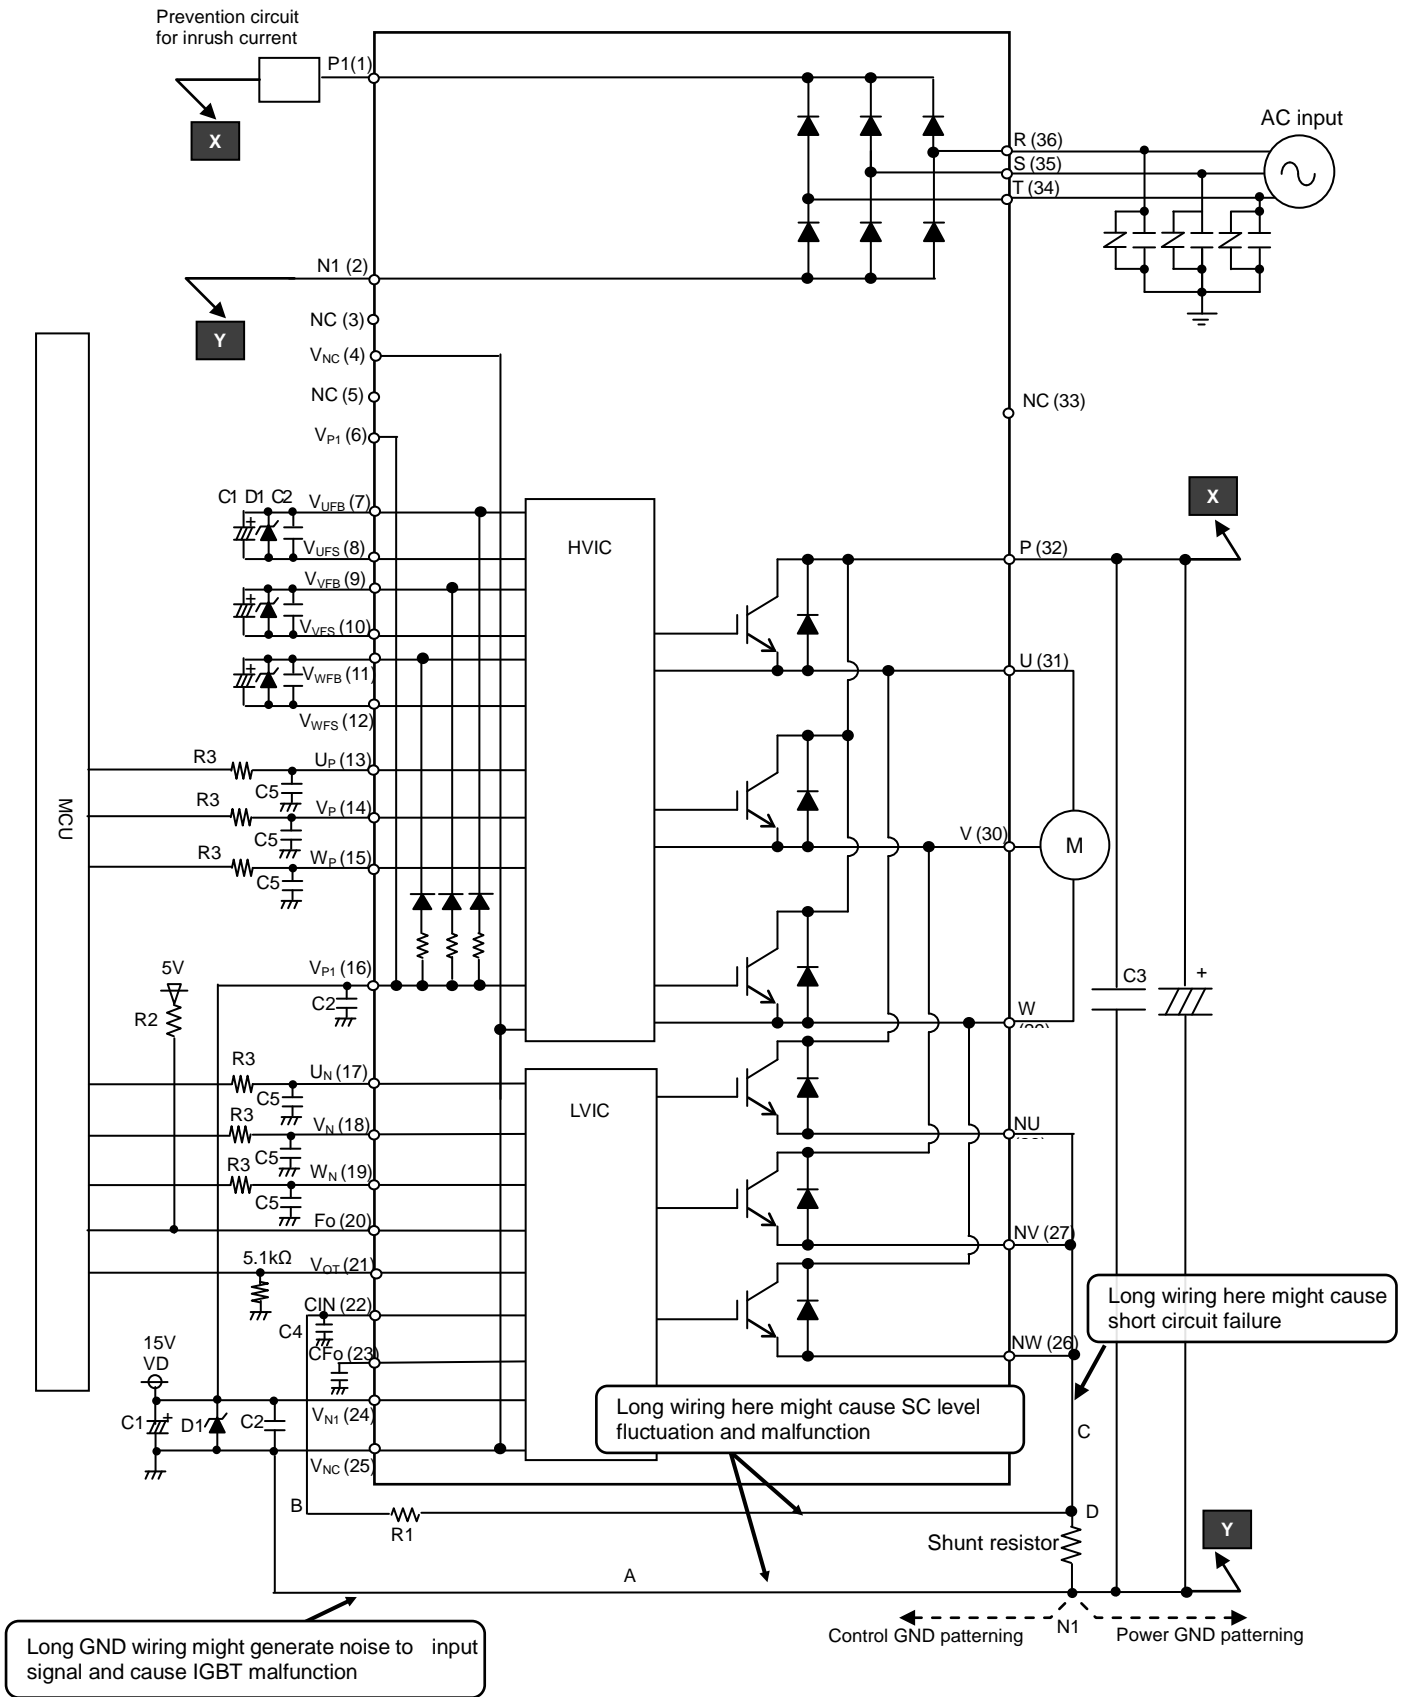 Prevention circuit
for inrush current
P1(1)
X
AC input
R (36)
S (35)
T (34)
N1 (2)
Y
NC (3)
VNC (4)
NC (5)
NC (33)
VP1 (6)
C1 D1 C2
VUFB (7)
VUFS (8)
VVFB (9)
VVFS (10)
VWFB (11)
VWFS (12)
HVIC
X
P (32)
U (31)
V (30)
M
W
MCU
R3
UP (13)
C5
R3
VP (14)
C5
R3
WP (15)
C5
5V
R2
VP1 (16)
C2
C3
+
R3
UN (17)
C5
R3
VN (18)
C5
R3
WN (19)
C5
LVIC
NU
Fo (20)
NV (27)
5.1kΩ
VOT (21)
CIN (22)
C4
CFo (23)
NW (26)
Long wiring here might cause
short circuit failure
15V
VD
C1
+
D1
C2
VN1 (24)
VNC (25)
Long wiring here might cause SC level
fluctuation and malfunction
C
B
R1
D
Shunt resistor
Y
A
N1
Control GND patterning
Power GND patterning
Long GND wiring might generate noise to input
signal and cause IGBT malfunction